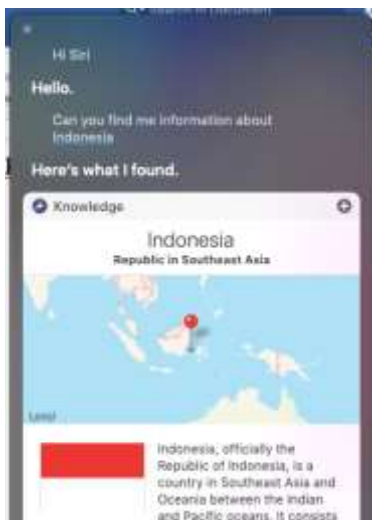 Hi Siri
Hello.
Can you find me information about
Indonesia
Here's what I found.
Knowledge
Indonesia
Republic in Southeast Asia
Legal
Indonesia, officially the
Republic of Indonesia, is a
country in Southeast Asia and
Oceania between the Indian
and Pacific oceans. It consists